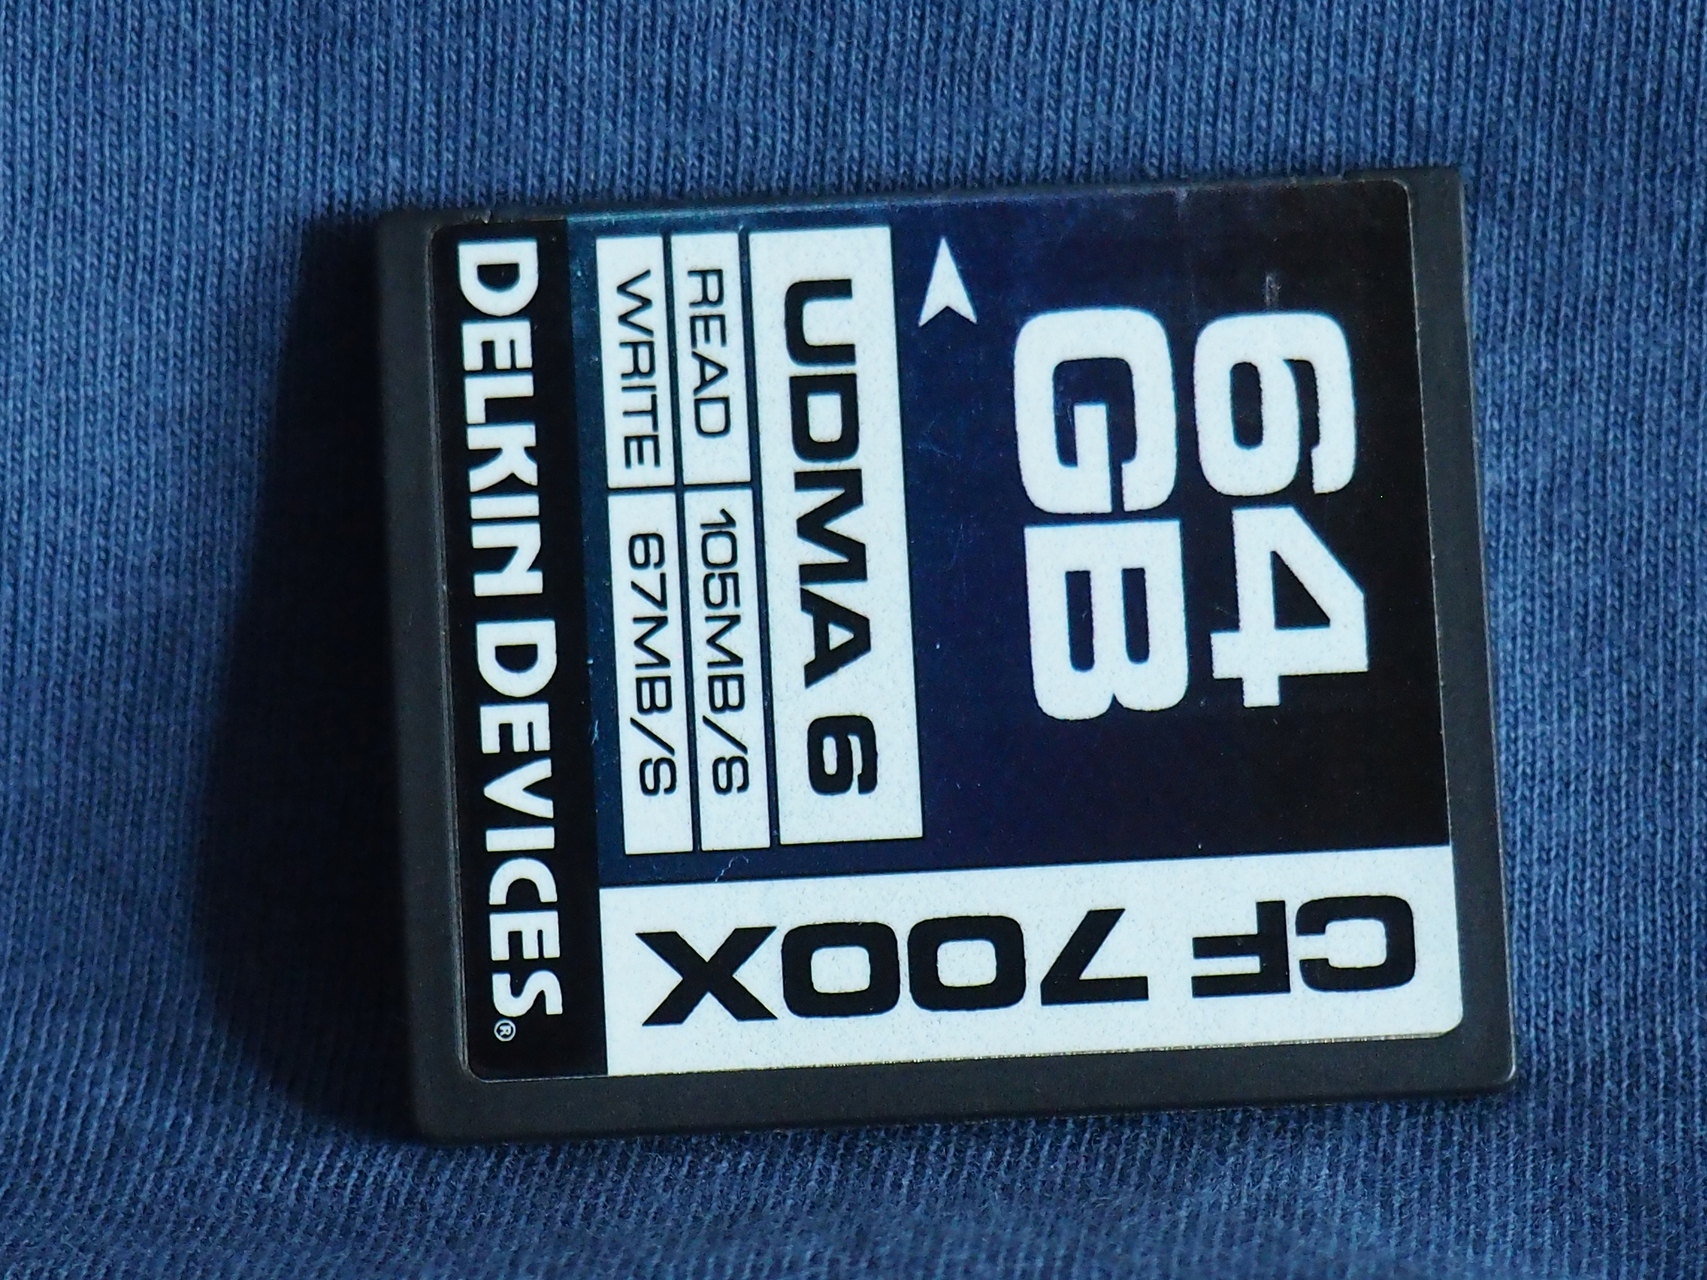 64
GB
UDMA 6
READ 105MB/S
WRITE 67MB/S
DELKIN DEVICES®
CF 700X